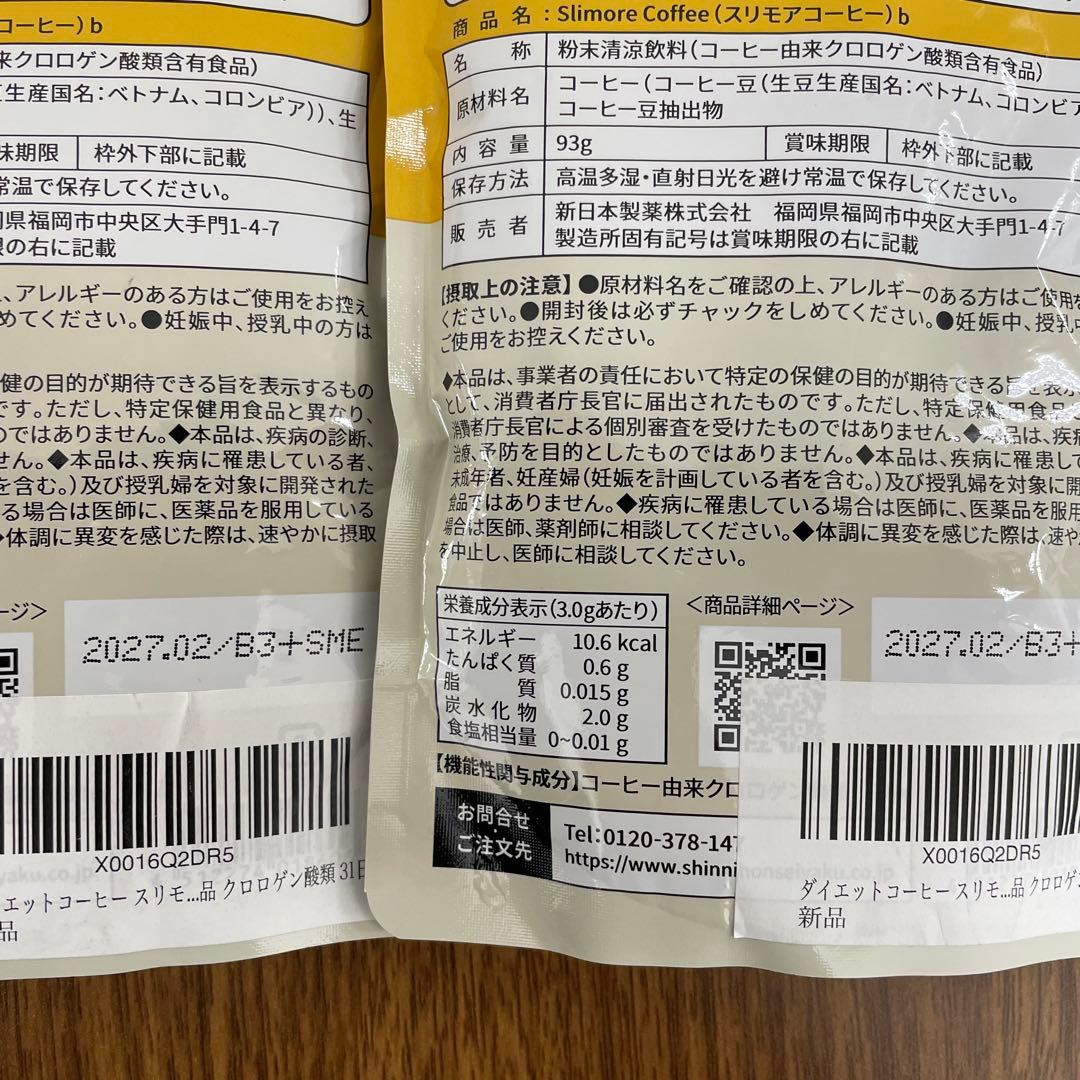 コーヒー）b
来クロロゲン酸類含有食品）
豆生産国名：ベトナム、コロンビア））、生
味期限 枠外下部に記載
常温で保存してください。
岡県福岡市中央区大手門1-4-7
限の右に記載
、アレルギーのある方はご使用をお控え
めてください。●妊娠中、授乳中の方は
保健の目的が期待できる旨を表示するもの
です。ただし、特定保健用食品と異なり、
のではありません。◆本品は、疾病の診断、
せん。◆本品は、疾病に罹患している者、
を含む。）及び授乳婦を対象に開発された
る場合は医師に、医薬品を服用している
◆体調に異変を感じた際は、速やかに摂取
ページ＞
2027.02/B3+SME
X0016Q2DR5
エットコーヒー スリモ...品 クロロゲン酸類 31日
品
商品名：Slimore Coffee（スリモアコーヒー）b
名称 粉末清涼飲料（コーヒー由来クロロゲン酸類含有食品）
原材料名 コーヒー（コーヒー豆（生豆生産国名：ベトナム、コロンビア
コーヒー豆抽出物
内容量 93g 賞味期限 枠外下部に記載
保存方法 高温多湿・直射日光を避け常温で保存してください。
販売者 新日本製薬株式会社 福岡県福岡市中央区大手門1-4-7
製造所固有記号は賞味期限の右に記載
【摂取上の注意】●原材料名をご確認の上、アレルギーのある方はご使用を
ください。●開封後は必ずチャックをしめてください。●妊娠中、授乳
ご使用をお控えください。
◆本品は、事業者の責任において特定の保健の目的が期待できる旨を表示
として、消費者庁長官に届出されたものです。ただし、特定保健用食品
消費者庁長官による個別審査を受けたものではありません。◆本品は、疾病
治療、予防を目的としたものではありません。◆本品は、疾病に罹患して
未成年者、妊産婦（妊娠を計画している者を含む。）及び授乳婦を対象に開
食品ではありません。◆疾病に罹患している場合は医師に、医薬品を服用
場合は医師、薬剤師に相談してください。◆体調に異変を感じた際は、速や
を中止し、医師に相談してください。
栄養成分表示（3.0gあたり）
エネルギー 10.6 kcal
たんぱく質 0.6 g
脂質 0.015 g
炭水化物 2.0 g
食塩相当量 0~0.01 g
＜商品詳細ページ＞
2027.02/B3+
【機能性関与成分】コーヒー由来クロロゲン
お問合せ・ご注文先
Tel：0120-378-147
https://www.shinnihonseiyaku.co.jp
X0016Q2DR5
ダイエットコーヒー スリモ...品 クロロゲン
新品